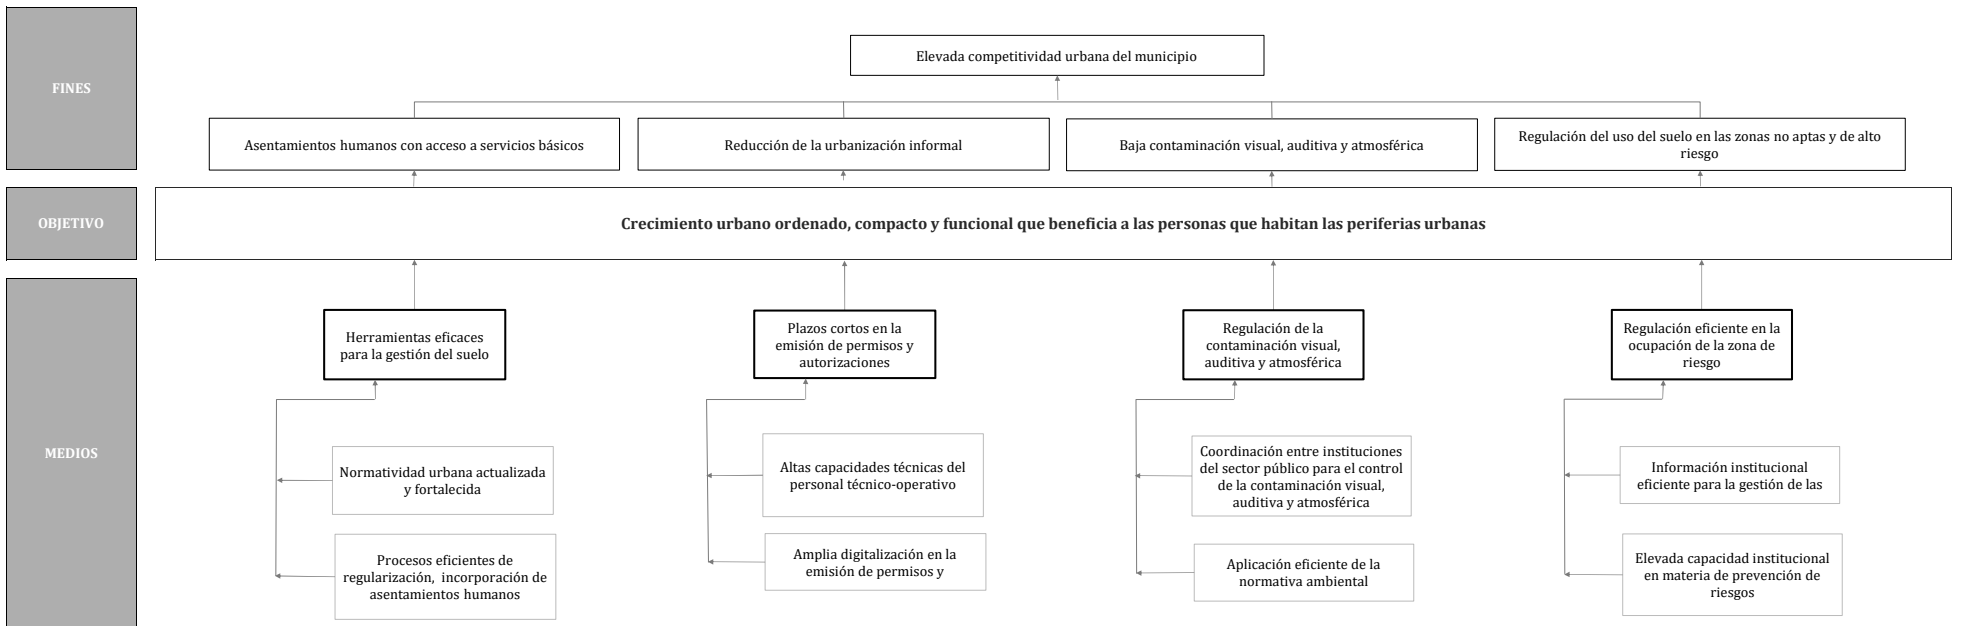 FINES
Elevada competitividad urbana del municipio
Asentamientos humanos con acceso a servicios básicos
Reducción de la urbanización informal
Baja contaminación visual, auditiva y atmosférica
Regulación del uso del suelo en las zonas no aptas y de alto
riesgo
OBJETIVO
Crecimiento urbano ordenado, compacto y funcional que beneficia a las personas que habitan las periferias urbanas
MEDIOS
Herramientas eficaces
para la gestión del suelo
Plazos cortos en la
emisión de permisos y
autorizaciones
Regulación de la
contaminación visual,
auditiva y atmosférica
Regulación eficiente en la
ocupación de la zona de
riesgo
Normatividad urbana actualizada
y fortalecida
Altas capacidades técnicas del
personal técnico-operativo
Coordinación entre instituciones
del sector público para el control
de la contaminación visual,
auditiva y atmosférica
Información institucional
eficiente para la gestión de las
Procesos eficientes de
regularización, incorporación de
asentamientos humanos
Amplia digitalización en la
emisión de permisos y
Aplicación eficiente de la
normativa ambiental
Elevada capacidad institucional
en materia de prevención de
riesgos